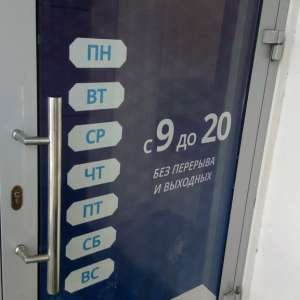 ПН
ВТ
СР
ЧТ
ПТ
СБ
ВС
с 9 до 20
БЕЗ ПЕРЕРЫВА
И ВЫХОДНЫХ